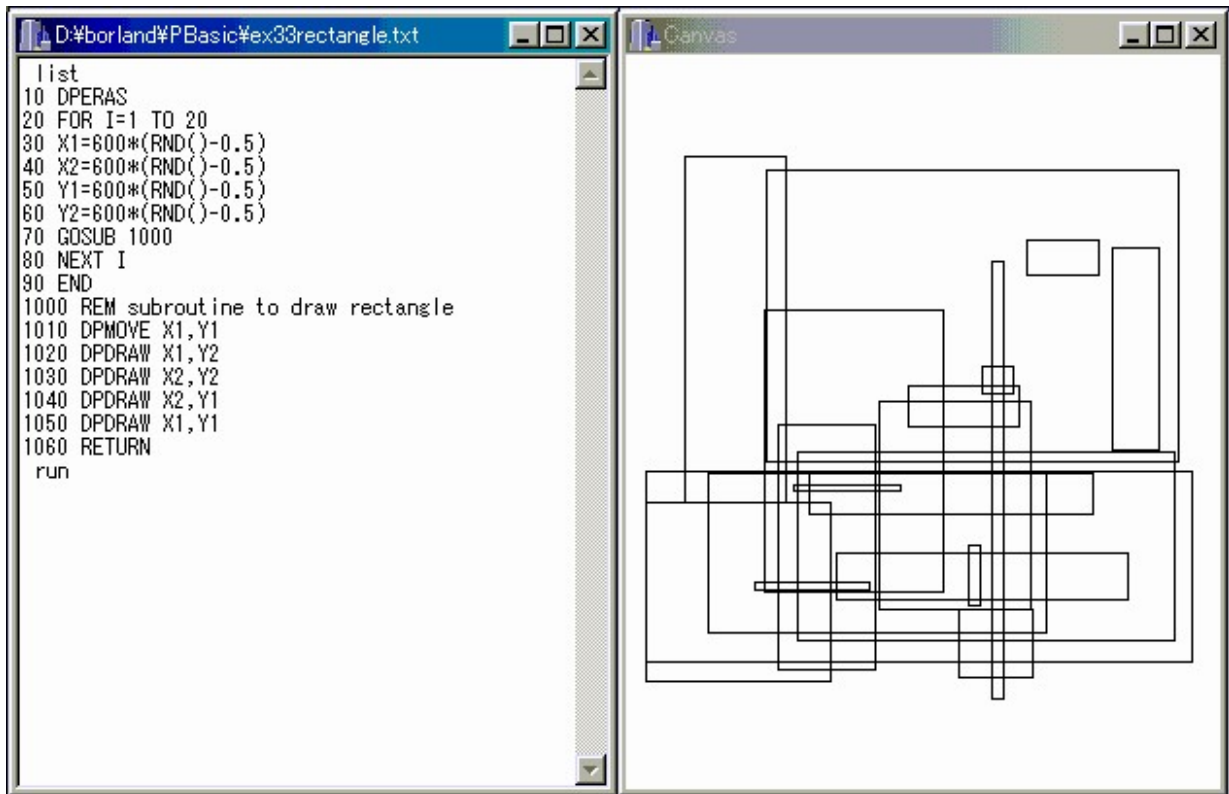 D:¥borland¥PBasic¥ex33rectangle.txt
list
10 DPERAS
20 FOR I=1 TO 20
30 X1=600*(RND()-0.5)
40 X2=600*(RND()-0.5)
50 Y1=600*(RND()-0.5)
60 Y2=600*(RND()-0.5)
70 GOSUB 1000
80 NEXT I
90 END
1000 REM subroutine to draw rectangle
1010 DPMOVE X1,Y1
1020 DPDRAW X1,Y2
1030 DPDRAW X2,Y2
1040 DPDRAW X2,Y1
1050 DPDRAW X1,Y1
1060 RETURN
run
Canvas